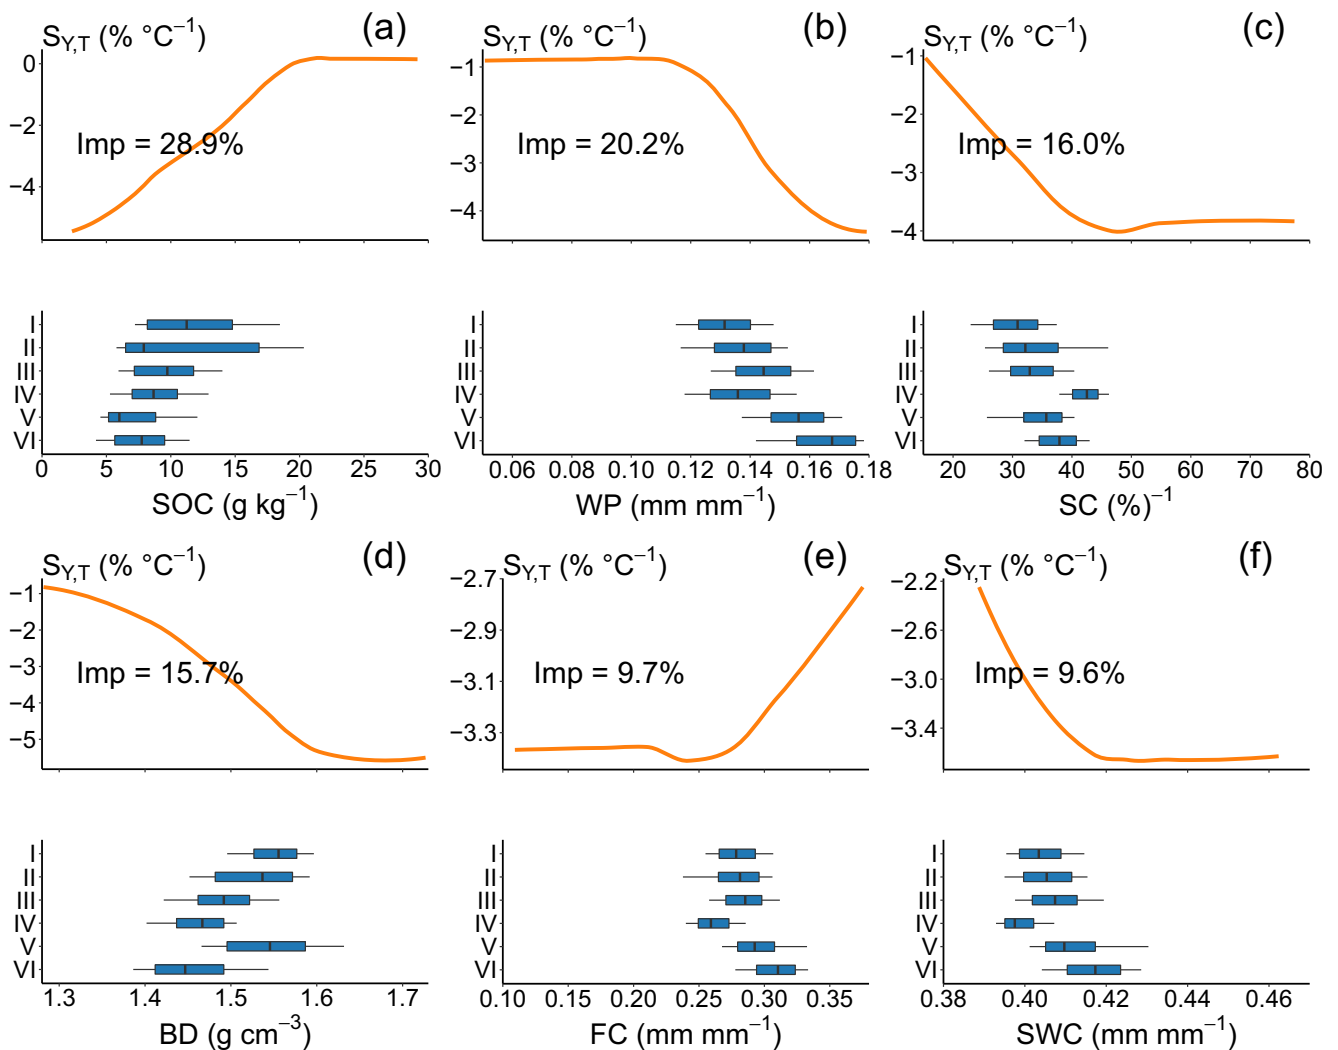 S_Y,T (% °C⁻¹) (a)
0
−2
−4
Imp = 28.9%
I
II
III
IV
V
VI
0 5 10 15 20 25 30
SOC (g kg⁻¹)
S_Y,T (% °C⁻¹) (b)
−1
−2
−3
−4
Imp = 20.2%
I
II
III
IV
V
VI
0.06 0.08 0.10 0.12 0.14 0.16 0.18
WP (mm mm⁻¹)
S_Y,T (% °C⁻¹) (c)
−1
−2
−3
−4
Imp = 16.0%
I
II
III
IV
V
VI
20 30 40 50 60 70 80
SC (%)⁻¹
S_Y,T (% °C⁻¹) (d)
−1
−2
−3
−4
−5
Imp = 15.7%
I
II
III
IV
V
VI
1.3 1.4 1.5 1.6 1.7
BD (g cm⁻³)
S_Y,T (% °C⁻¹) (e)
−2.7
−2.9
−3.1
−3.3
Imp = 9.7%
I
II
III
IV
V
VI
0.10 0.15 0.20 0.25 0.30 0.35
FC (mm mm⁻¹)
S_Y,T (% °C⁻¹) (f)
−2.2
−2.6
−3.0
−3.4
Imp = 9.6%
I
II
III
IV
V
VI
0.38 0.40 0.42 0.44 0.46
SWC (mm mm⁻¹)